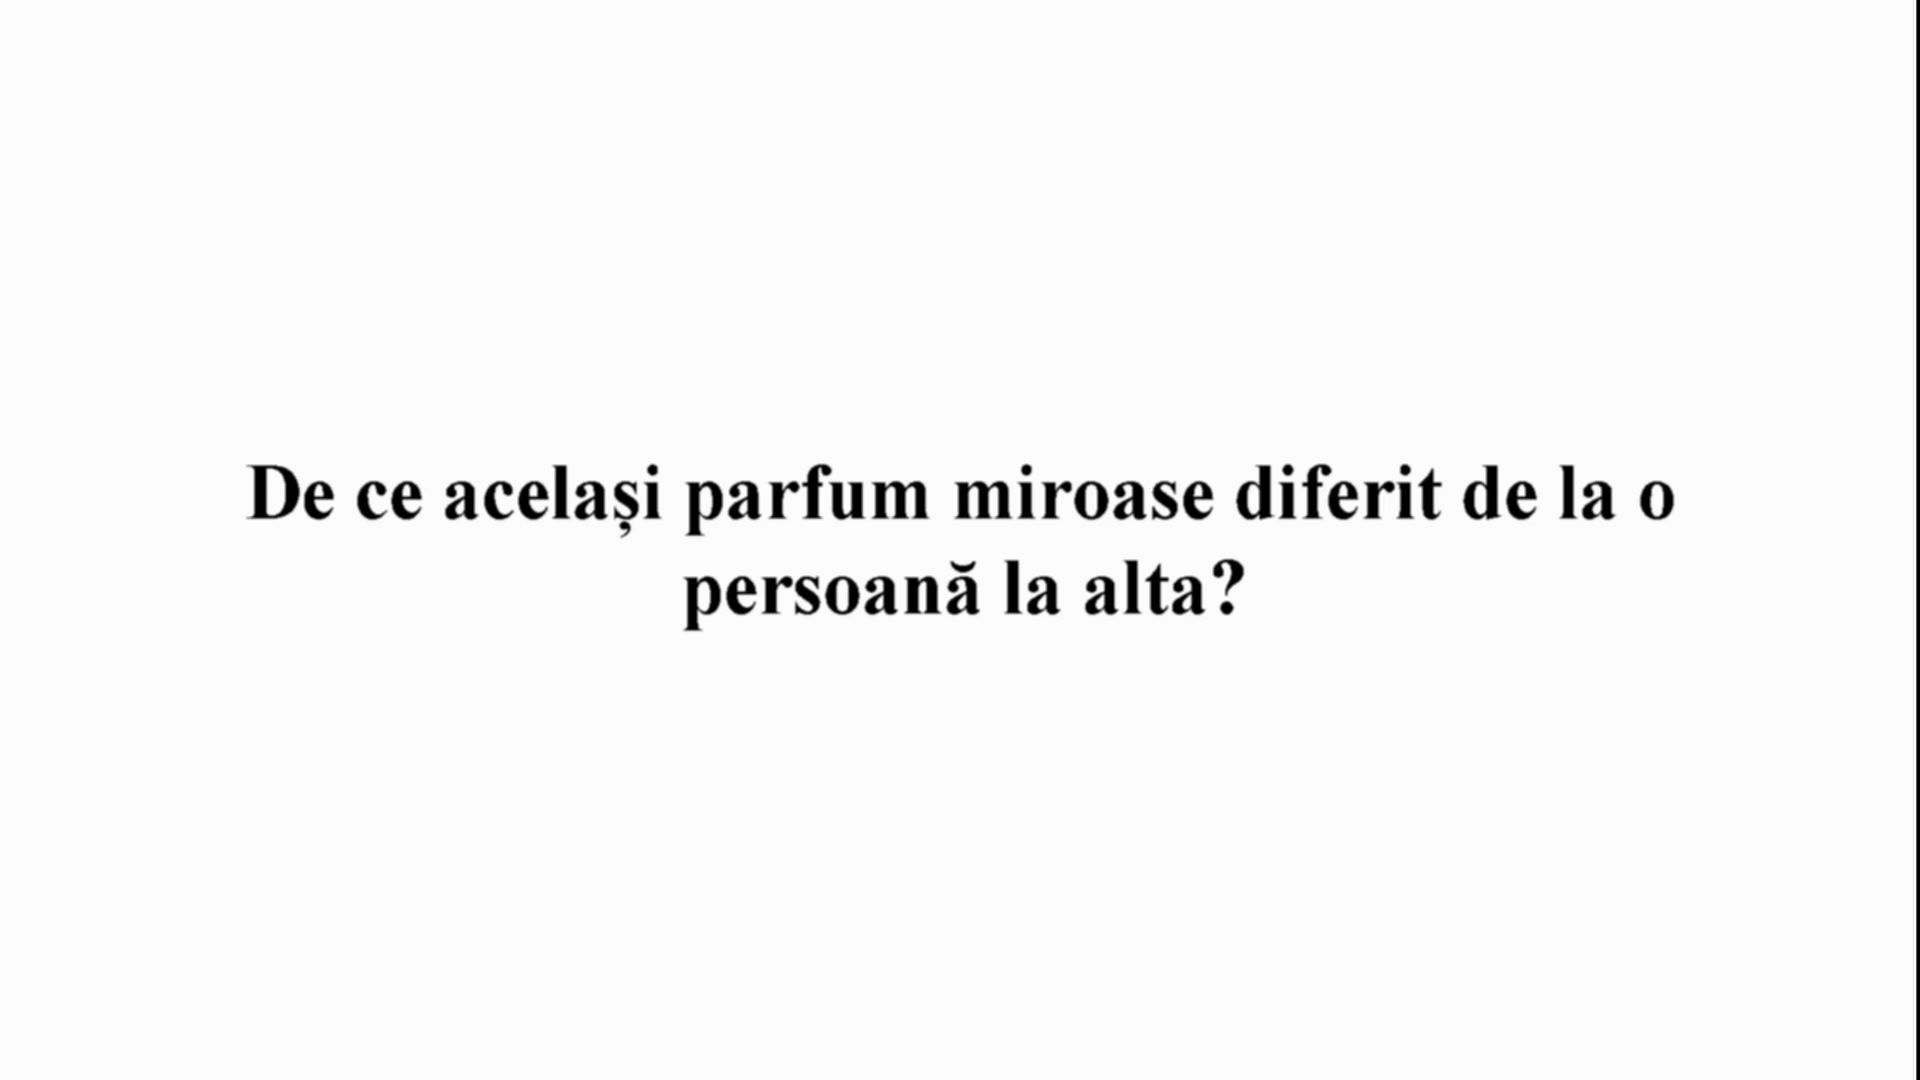 De ce același parfum miroase diferit de la o
persoană la alta?